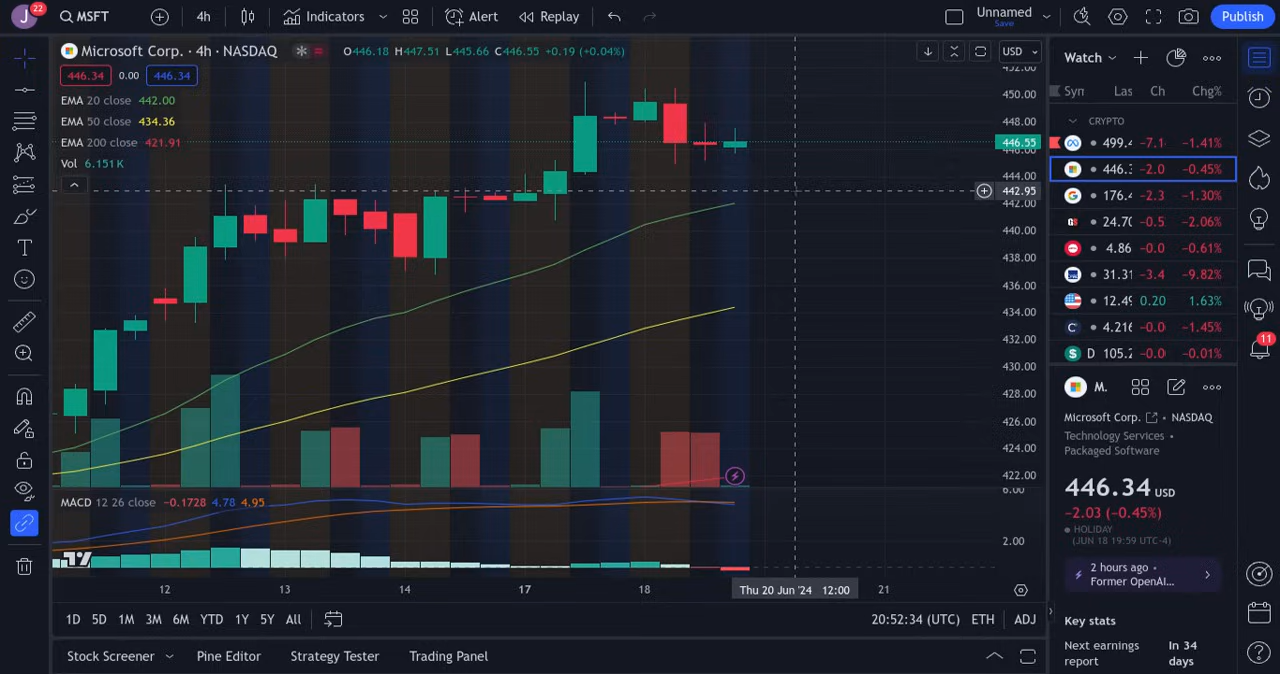 J
22
MSFT
4h
Indicators
Alert
Replay
Unnamed
Save
Publish
Microsoft Corp. · 4h · NASDAQ
O446.18 H447.51 L445.66 C446.55 +0.19 (+0.04%)
446.34 0.00 446.34
EMA 20 close 442.00
EMA 50 close 434.36
EMA 200 close 421.91
Vol 6.151K
USD
452.00
450.00
448.00
446.55
446.00
444.00
442.95
442.00
440.00
438.00
436.00
434.00
432.00
430.00
428.00
426.00
424.00
422.00
MACD 12 26 close −0.1728 4.78 4.95
6.00
2.00
12 13 14 17 18 Thu 20 Jun '24 12:00 21
1D 5D 1M 3M 6M YTD 1Y 5Y All
20:52:34 (UTC) ETH ADJ
Stock Screener Pine Editor Strategy Tester Trading Panel
Watch
Syn Las Ch Chg%
CRYPTO
499.4 −7.1 −1.41%
446.3 −2.0 −0.45%
176.4 −2.3 −1.30%
24.70 −0.5 −2.06%
4.86 −0.0 −0.61%
31.31 −3.4 −9.82%
12.49 0.20 1.63%
4.216 −0.0 −1.45%
D 105.2 −0.0 −0.01%
M.
Microsoft Corp. • NASDAQ
Technology Services •
Packaged Software
446.34 USD
−2.03 (−0.45%)
HOLIDAY
(JUN 18 19:59 UTC-4)
2 hours ago •
Former OpenAI...
Key stats
Next earnings
report
In 34
days
11